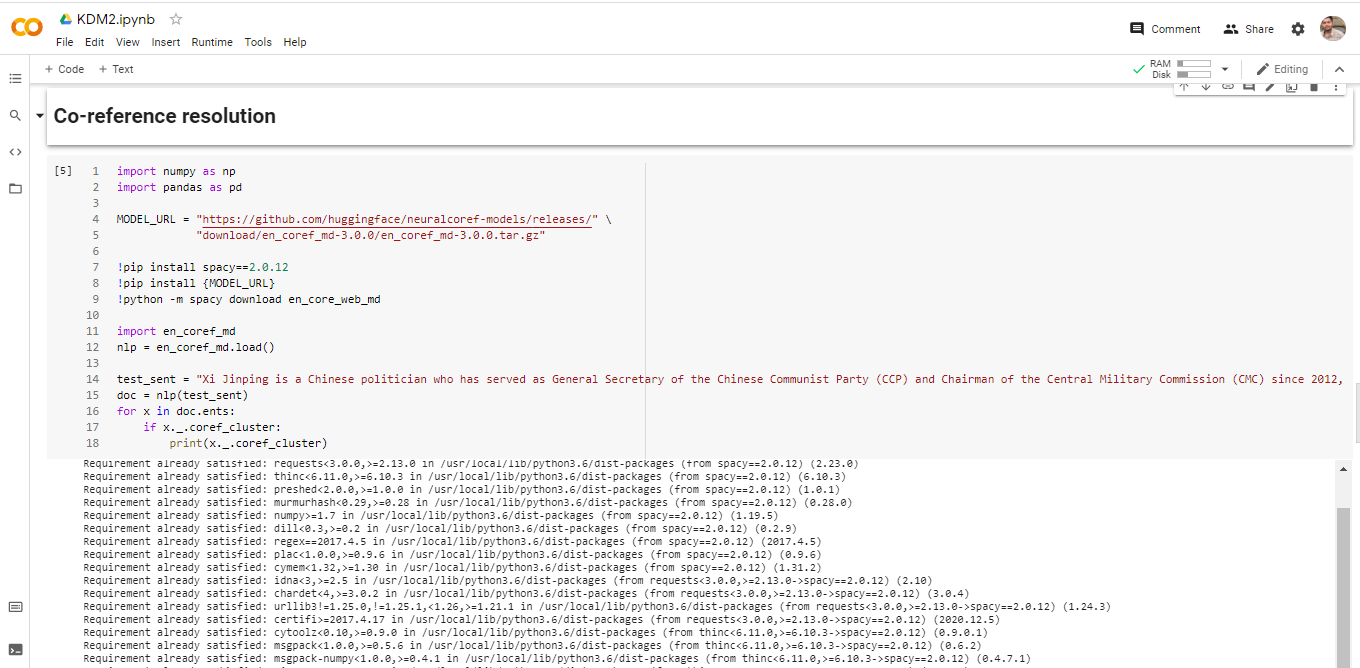 KDM2.ipynb
Comment
Share
File Edit View Insert Runtime Tools Help
+ Code + Text
RAM
Disk
Editing
Co-reference resolution
[5]
1 import numpy as np
2 import pandas as pd
3
4 MODEL_URL = "https://github.com/huggingface/neuralcoref-models/releases/" \
5 "download/en_coref_md-3.0.0/en_coref_md-3.0.0.tar.gz"
6
7 !pip install spacy==2.0.12
8 !pip install {MODEL_URL}
9 !python -m spacy download en_core_web_md
10
11 import en_coref_md
12 nlp = en_coref_md.load()
13
14 test_sent = "Xi Jinping is a Chinese politician who has served as General Secretary of the Chinese Communist Party (CCP) and Chairman of the Central Military Commission (CMC) since 2012,
15 doc = nlp(test_sent)
16 for x in doc.ents:
17 if x._.coref_cluster:
18 print(x._.coref_cluster)
Requirement already satisfied: requests<3.0.0,>=2.13.0 in /usr/local/lib/python3.6/dist-packages (from spacy==2.0.12) (2.23.0)
Requirement already satisfied: thinc<6.11.0,>=6.10.3 in /usr/local/lib/python3.6/dist-packages (from spacy==2.0.12) (6.10.3)
Requirement already satisfied: preshed<2.0.0,>=1.0.0 in /usr/local/lib/python3.6/dist-packages (from spacy==2.0.12) (1.0.1)
Requirement already satisfied: murmurhash<0.29,>=0.28 in /usr/local/lib/python3.6/dist-packages (from spacy==2.0.12) (0.28.0)
Requirement already satisfied: numpy>=1.7 in /usr/local/lib/python3.6/dist-packages (from spacy==2.0.12) (1.19.5)
Requirement already satisfied: dill<0.3,>=0.2 in /usr/local/lib/python3.6/dist-packages (from spacy==2.0.12) (0.2.9)
Requirement already satisfied: regex==2017.4.5 in /usr/local/lib/python3.6/dist-packages (from spacy==2.0.12) (2017.4.5)
Requirement already satisfied: plac<1.0.0,>=0.9.6 in /usr/local/lib/python3.6/dist-packages (from spacy==2.0.12) (0.9.6)
Requirement already satisfied: cymem<1.32,>=1.30 in /usr/local/lib/python3.6/dist-packages (from spacy==2.0.12) (1.31.2)
Requirement already satisfied: idna<3,>=2.5 in /usr/local/lib/python3.6/dist-packages (from requests<3.0.0,>=2.13.0->spacy==2.0.12) (2.10)
Requirement already satisfied: chardet<4,>=3.0.2 in /usr/local/lib/python3.6/dist-packages (from requests<3.0.0,>=2.13.0->spacy==2.0.12) (3.0.4)
Requirement already satisfied: urllib3!=1.25.0,!=1.25.1,<1.26,>=1.21.1 in /usr/local/lib/python3.6/dist-packages (from requests<3.0.0,>=2.13.0->spacy==2.0.12) (1.24.3)
Requirement already satisfied: certifi>=2017.4.17 in /usr/local/lib/python3.6/dist-packages (from requests<3.0.0,>=2.13.0->spacy==2.0.12) (2020.12.5)
Requirement already satisfied: cytoolz<0.10,>=0.9.0 in /usr/local/lib/python3.6/dist-packages (from thinc<6.11.0,>=6.10.3->spacy==2.0.12) (0.9.0.1)
Requirement already satisfied: msgpack<1.0.0,>=0.5.6 in /usr/local/lib/python3.6/dist-packages (from thinc<6.11.0,>=6.10.3->spacy==2.0.12) (0.6.2)
Requirement already satisfied: msgpack-numpy<1.0.0,>=0.4.1 in /usr/local/lib/python3.6/dist-packages (from thinc<6.11.0,>=6.10.3->spacy==2.0.12) (0.4.7.1)